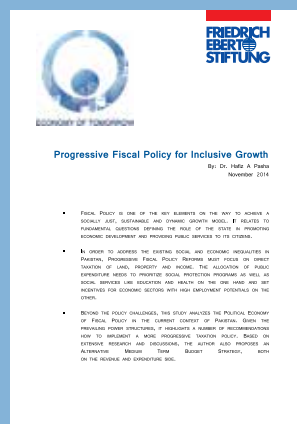 FRIEDRICH
EBERT
STIFTUNG
ECONOMY OF TOMORROW
Progressive Fiscal Policy for Inclusive Growth
By: Dr. Hafiz A Pasha
November 2014
• FISCAL POLICY IS ONE OF THE KEY ELEMENTS ON THE WAY TO ACHIEVE A
SOCIALLY JUST, SUSTAINABLE AND DYNAMIC GROWTH MODEL. IT RELATES TO
FUNDAMENTAL QUESTIONS DEFINING THE ROLE OF THE STATE IN PROMOTING
ECONOMIC DEVELOPMENT AND PROVIDING PUBLIC SERVICES TO ITS CITIZENS.
• IN ORDER TO ADDRESS THE EXISTING SOCIAL AND ECONOMIC INEQUALITIES IN
PAKISTAN, PROGRESSIVE FISCAL POLICY REFORMS MUST FOCUS ON DIRECT
TAXATION OF LAND, PROPERTY AND INCOME. THE ALLOCATION OF PUBLIC
EXPENDITURE NEEDS TO PRIORITIZE SOCIAL PROTECTION PROGRAMS AS WELL AS
SOCIAL SERVICES LIKE EDUCATION AND HEALTH ON THE ONE HAND AND SET
INCENTIVES FOR ECONOMIC SECTORS WITH HIGH EMPLOYMENT POTENTIALS ON THE
OTHER.
• BEYOND THE POLICY CHALLENGES, THIS STUDY ANALYZES THE POLITICAL ECONOMY
OF FISCAL POLICY IN THE CURRENT CONTEXT OF PAKISTAN. GIVEN THE
PREVAILING POWER STRUCTURES, IT HIGHLIGHTS A NUMBER OF RECOMMENDATIONS
HOW TO IMPLEMENT A MORE PROGRESSIVE TAXATION POLICY. BASED ON
EXTENSIVE RESEARCH AND DISCUSSIONS, THE AUTHOR ALSO PROPOSES AN
ALTERNATIVE MEDIUM TERM BUDGET STRATEGY, BOTH
ON THE REVENUE AND EXPENDITURE SIDE.